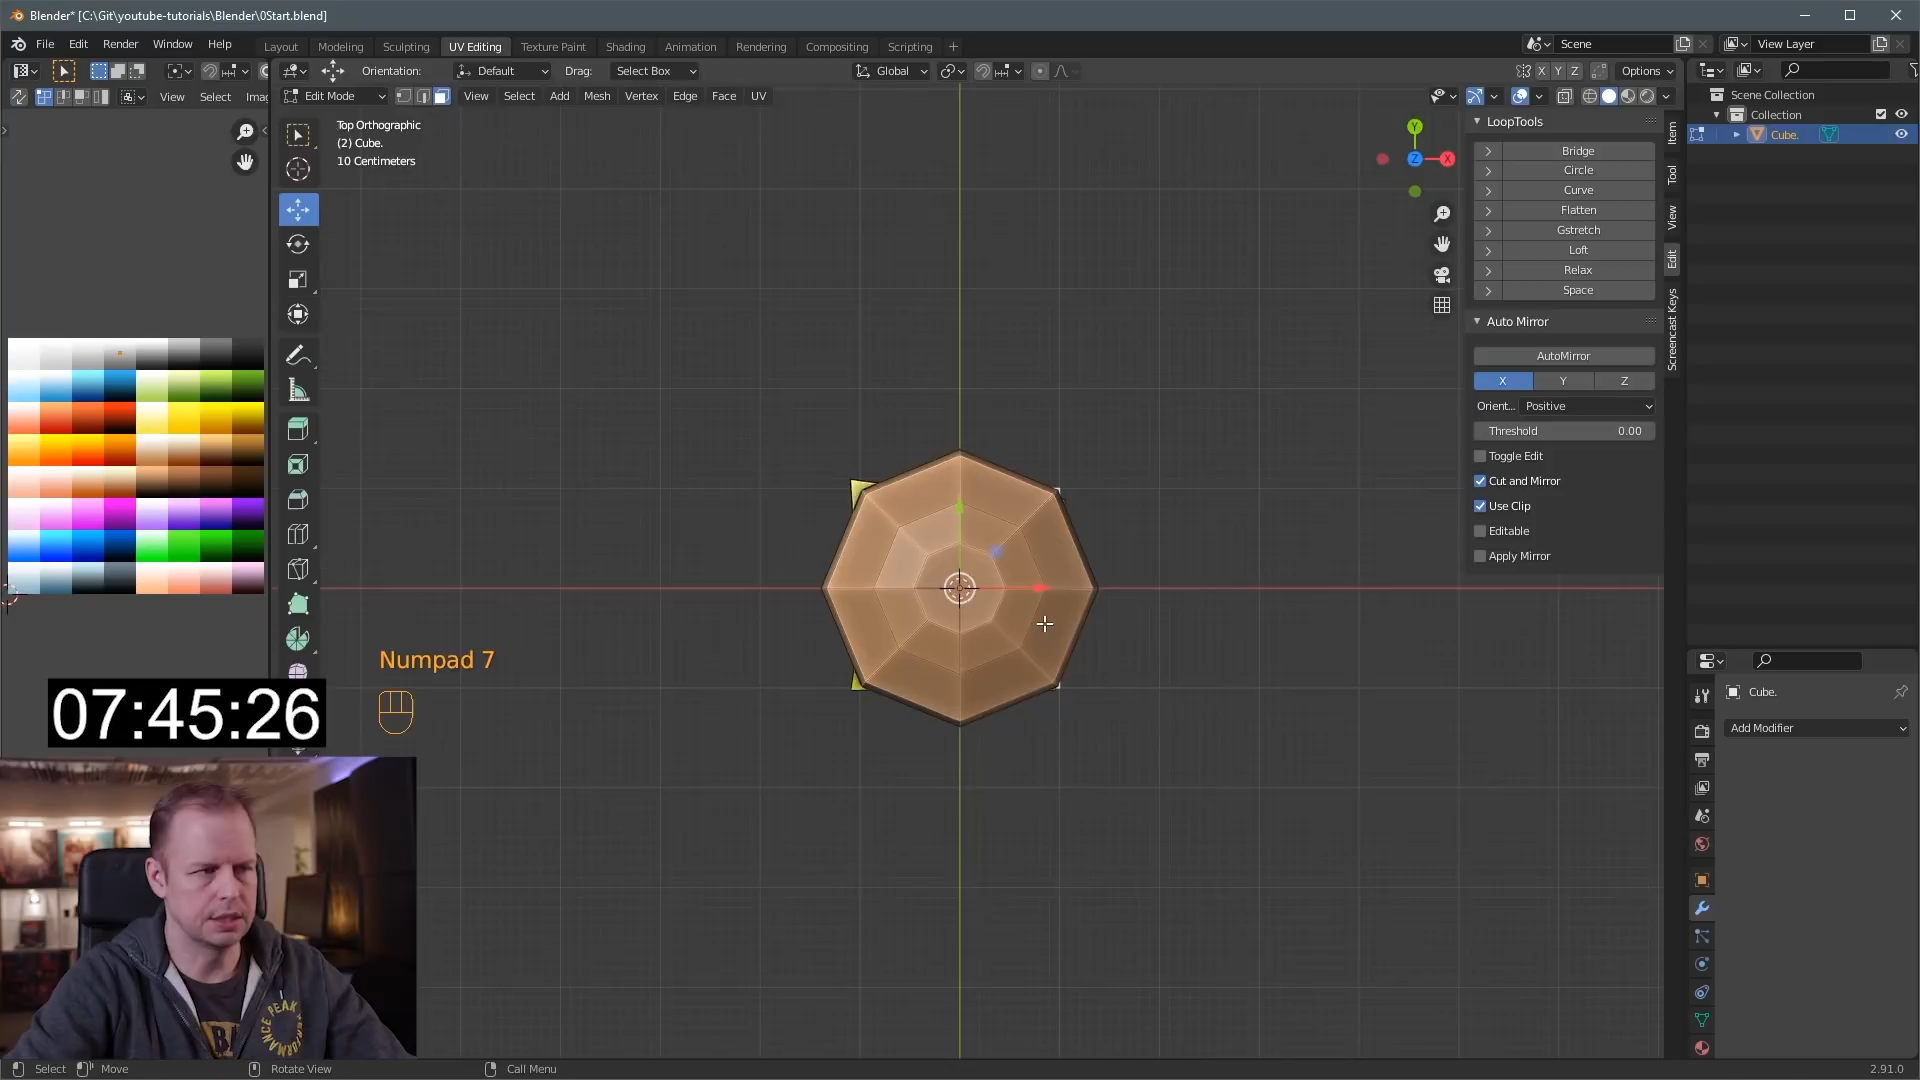 Blender* [C:\Git\youtube-tutorials\Blender\0Start.blend]
File Edit Render Window Help
Layout Modeling Sculpting UV Editing Texture Paint Shading Animation Rendering Compositing Scripting +
Scene
View Layer
Orientation: Default Drag: Select Box
Global
X Y Z
Options
View Select Imag
Edit Mode
View Select Add Mesh Vertex Edge Face UV
Top Orthographic
(2) Cube.
10 Centimeters
Y
Z
X
LoopTools
Bridge
Circle
Curve
Flatten
Gstretch
Loft
Relax
Space
Auto Mirror
AutoMirror
X Y Z
Orient... Positive
Threshold 0.00
Toggle Edit
Cut and Mirror
Use Clip
Editable
Apply Mirror
Item
Tool
View
Edit
Screencast Keys
Scene Collection
Collection
Cube.
Cube.
Add Modifier
Numpad 7
07:45:26
PEAK
Select Move Rotate View Call Menu
2.91.0